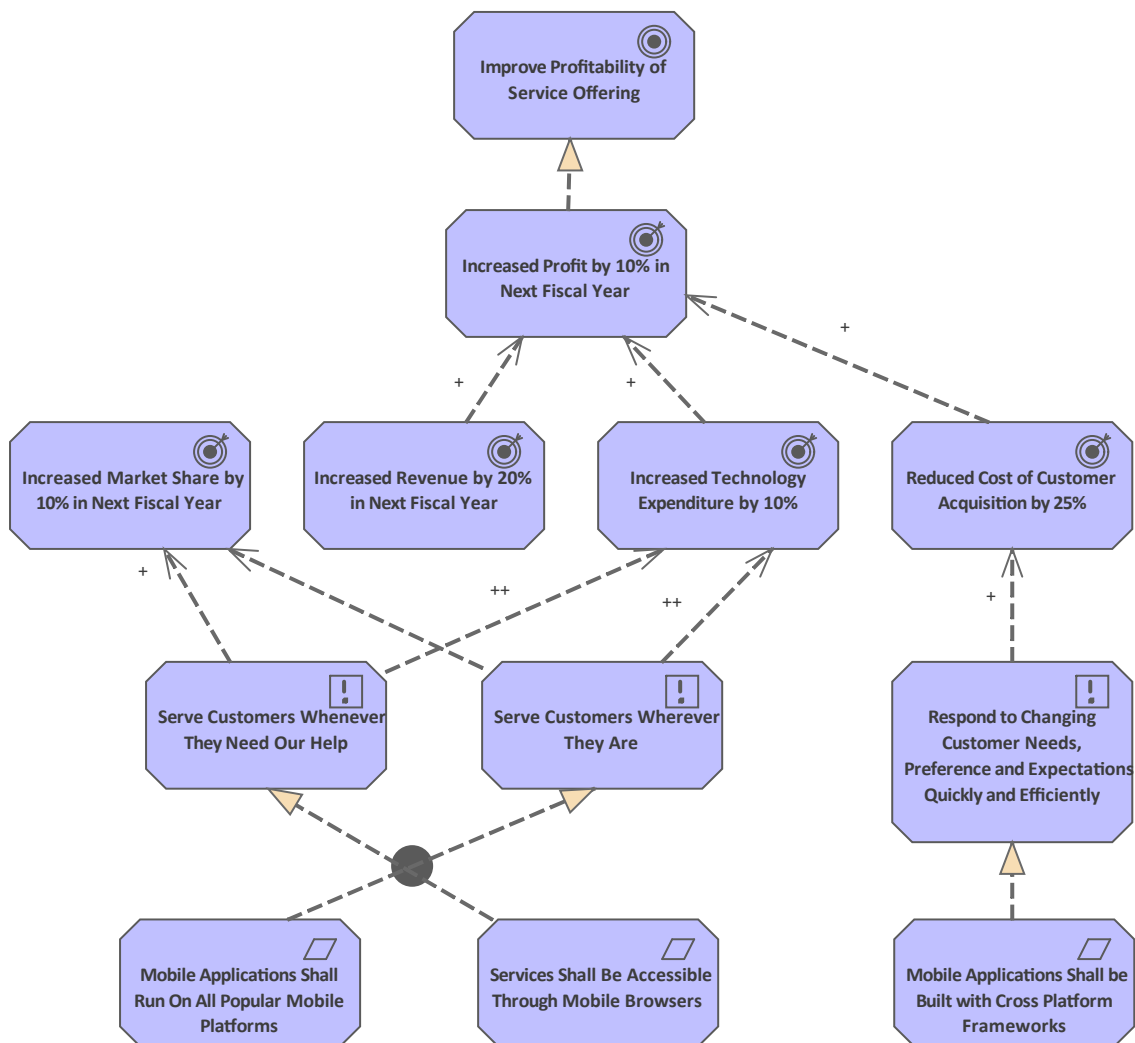 Improve Profitability of
Service Offering
Increased Profit by 10% in
Next Fiscal Year
+
+
+
Increased Market Share by
10% in Next Fiscal Year
Increased Revenue by 20%
in Next Fiscal Year
Increased Technology
Expenditure by 10%
Reduced Cost of Customer
Acquisition by 25%
+
++
++
+
Serve Customers Whenever
They Need Our Help
Serve Customers Wherever
They Are
Respond to Changing
Customer Needs,
Preference and Expectations
Quickly and Efficiently
Mobile Applications Shall
Run On All Popular Mobile
Platforms
Services Shall Be Accessible
Through Mobile Browsers
Mobile Applications Shall be
Built with Cross Platform
Frameworks